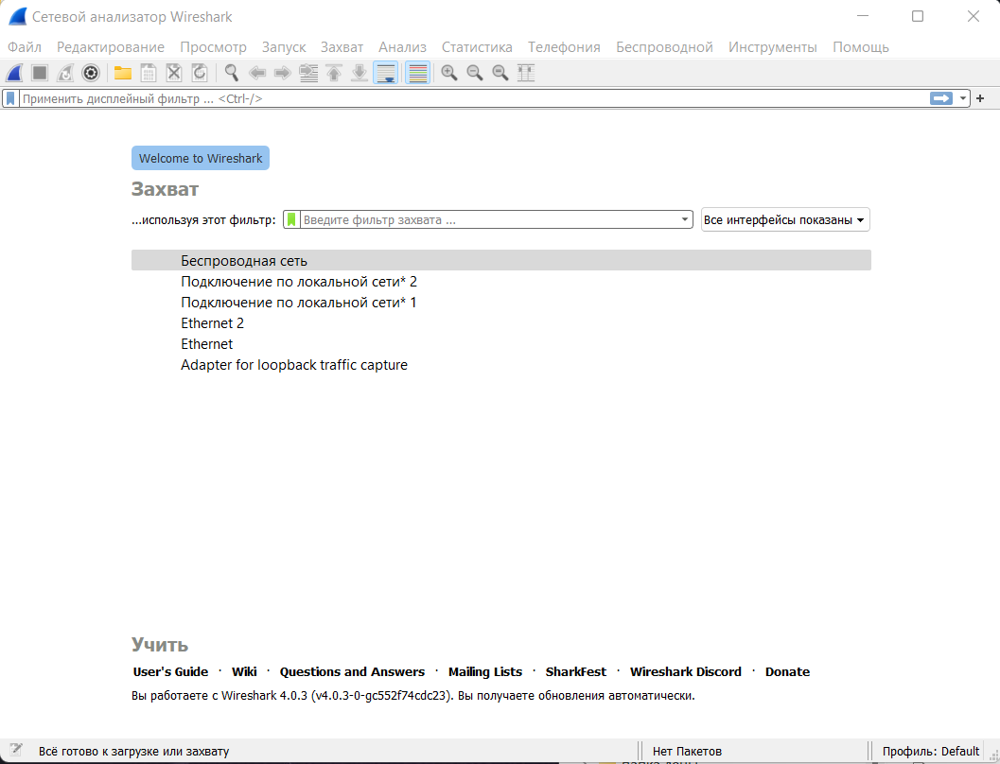 Сетевой анализатор Wireshark
Файл Редактирование Просмотр Запуск Захват Анализ Статистика Телефония Беспроводной Инструменты Помощь
Применить дисплейный фильтр ... <Ctrl-/>
Welcome to Wireshark
Захват
...используя этот фильтр: Введите фильтр захвата ... Все интерфейсы показаны
Беспроводная сеть
Подключение по локальной сети* 2
Подключение по локальной сети* 1
Ethernet 2
Ethernet
Adapter for loopback traffic capture
Учить
User's Guide · Wiki · Questions and Answers · Mailing Lists · SharkFest · Wireshark Discord · Donate
Вы работаете с Wireshark 4.0.3 (v4.0.3-0-gc552f74cdc23). Вы получаете обновления автоматически.
Всё готово к загрузке или захвату Нет Пакетов Профиль: Default